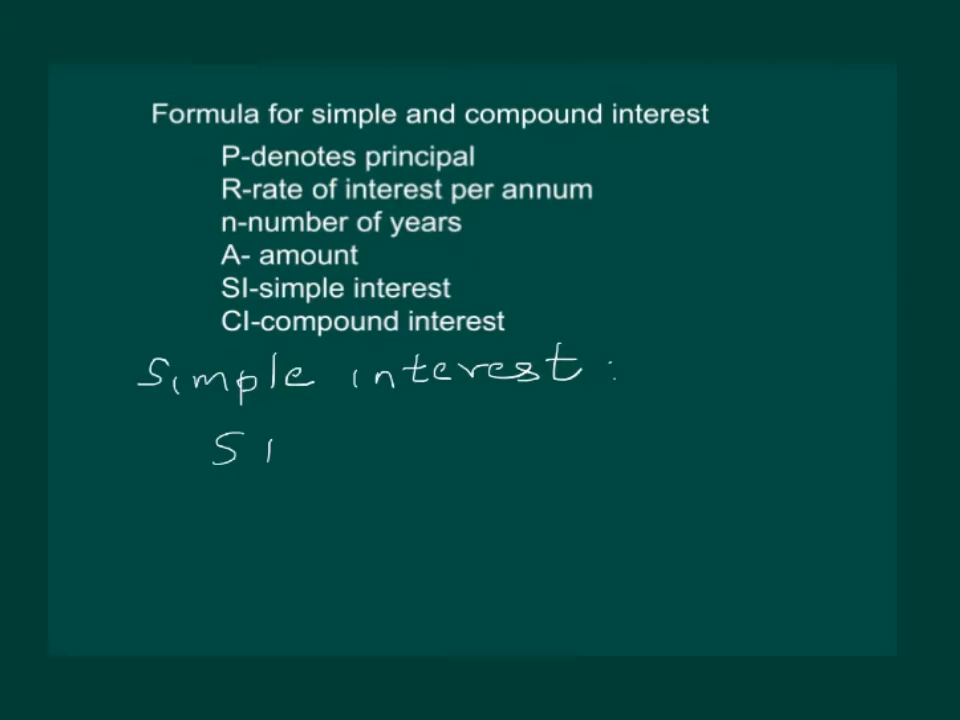 Formula for simple and compound interest
P-denotes principal
R-rate of interest per annum
n-number of years
A- amount
SI-simple interest
CI-compound interest
Simple interest :
SI